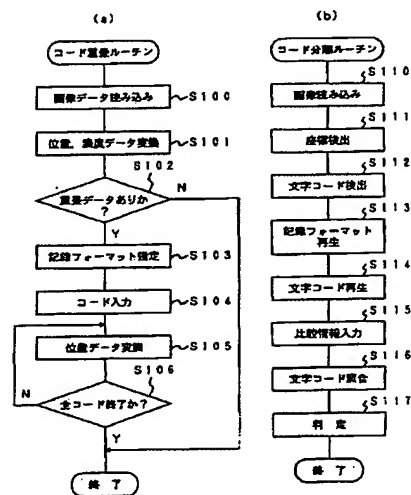 (a)
コード重畳ルーチン
画像データ読み込み
S100
位置、濃度データ変換
S101
S102
重畳データありか
?
N
Y
記録フォーマット指定
S103
コード入力
S104
位置データ変換
S105
S106
全コード終了か?
N
Y
終了
(b)
コード分離ルーチン
S110
画像読み込み
S111
座標検出
S112
文字コード検出
S113
記録フォーマット
再生
S114
文字コード再生
S115
比較情報入力
S116
文字コード照合
S117
判定
終了